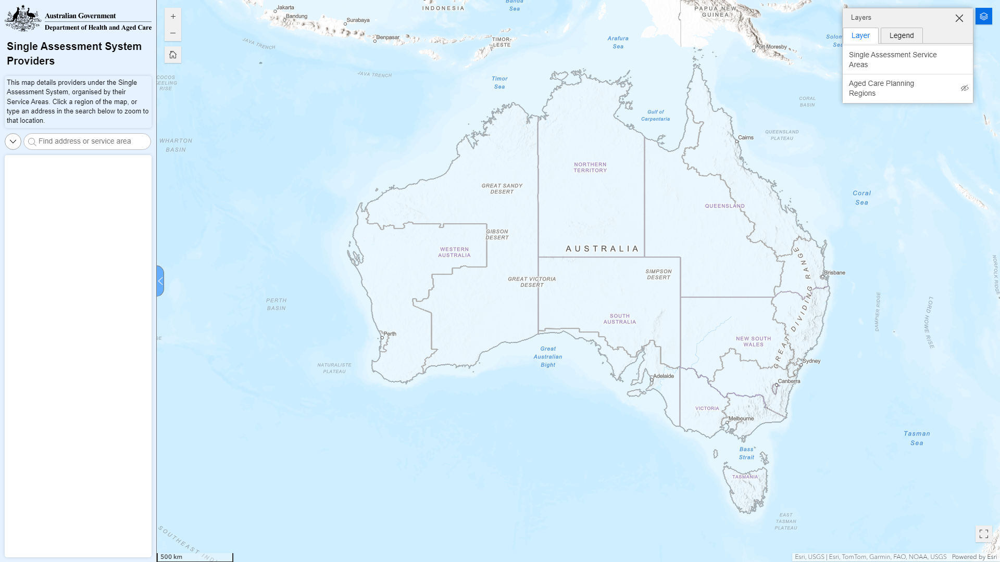 Australian Government
Department of Health and Aged Care
Single Assessment System
Providers
This map details providers under the Single
Assessment System, organised by their
Service Areas. Click a region of the map, or
type an address in the search below to zoom to
that location.
Find address or service area
Layers
Layer
Legend
Single Assessment Service
Areas
Aged Care Planning
Regions
Jakarta
Bandung
Surabaya
Denpasar
INDONESIA
Banda
Sea
PAPUA NEW
GUINEA
Port Moresby
TIMOR-
LESTE
Arafura
Sea
Solom
Sea
JAVA TRENCH
JAVA TRENCH
COCOS
KEELING
RISE
Timor
Sea
Gulf of
Carpentaria
CORAL
BASIN
QUEENSLAND
PLATEAU
Cairns
WHARTON
BASIN
NORTHERN
TERRITORY
GREAT SANDY
DESERT
Coral
Sea
QUEENSLAND
GIBSON
DESERT
WESTERN
AUSTRALIA
AUSTRALIA
SIMPSON
DESERT
GREAT VICTORIA
DESERT
Brisbane
GREAT DIVIDING RANGE
NORFOLK RIDGE
DAMPIER RIDGE
LORD HOWE RISE
PERTH
BASIN
SOUTH
AUSTRALIA
Perth
GE
NEW SOUTH
WALES
Great
Australian
Bight
NATURALISTE
PLATEAU
Sydney
Adelaide
Canberra
VICTORIA
Melbourne
Tasman
Sea
Bass
Strait
TASMANIA
EAST
TASMAN
PLATEAU
SOUTHEAST INDI
500 km
Esri, USGS | Esri, TomTom, Garmin, FAO, NOAA, USGS
Powered by Esri